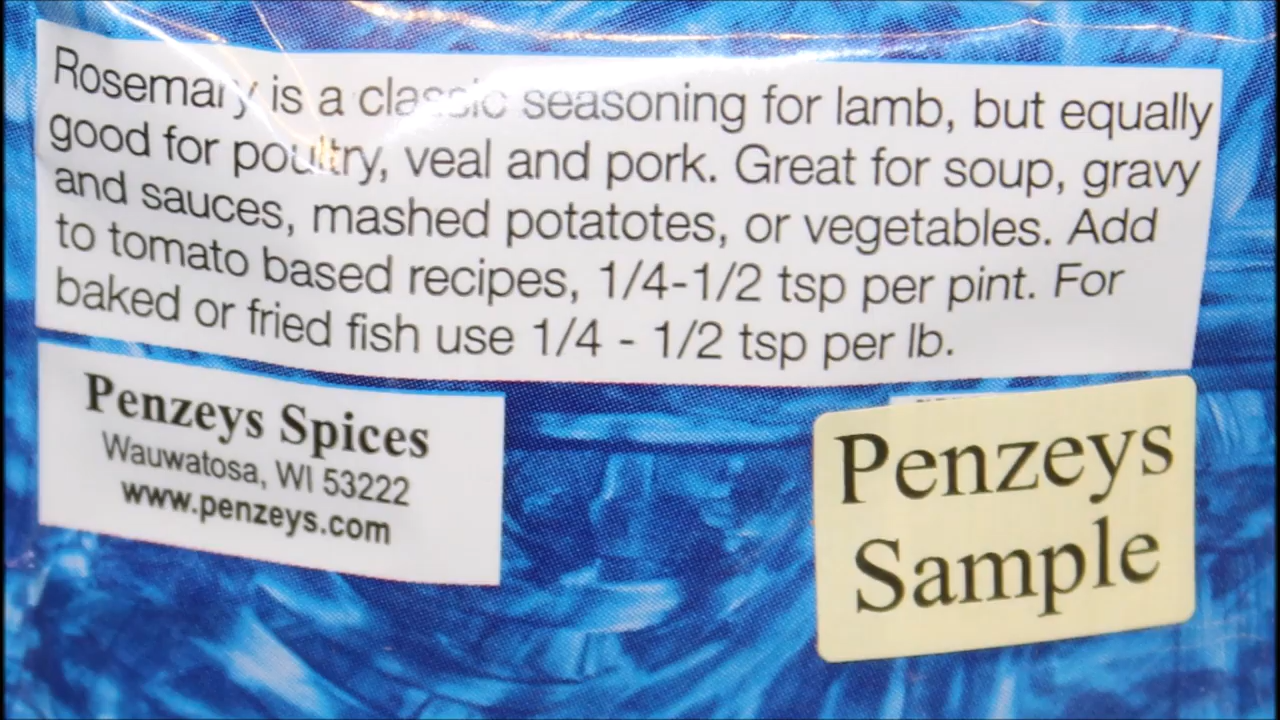 Rosemary is a classic seasoning for lamb, but equally
good for poultry, veal and pork. Great for soup, gravy
and sauces, mashed potatotes, or vegetables. Add
to tomato based recipes, 1/4-1/2 tsp per pint. For
baked or fried fish use 1/4 - 1/2 tsp per lb.
Penzeys Spices
Wauwatosa, WI 53222
www.penzeys.com
Penzeys
Sample